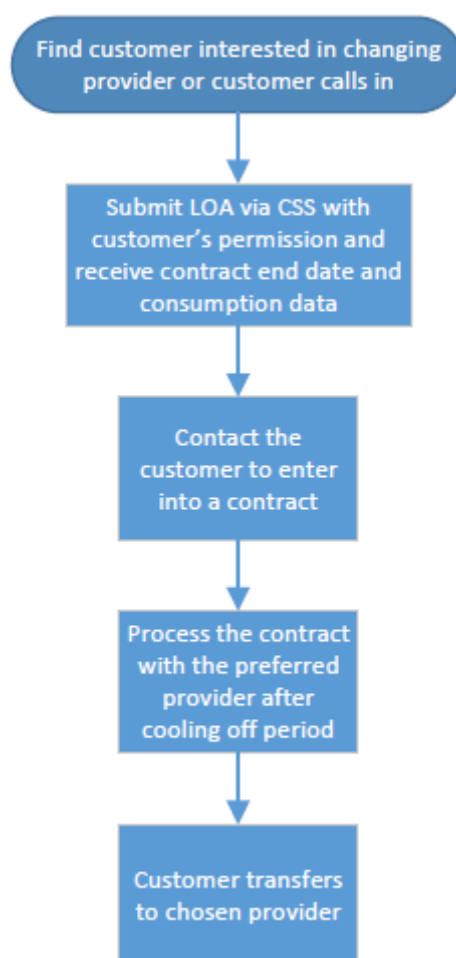 Find customer interested in changing
provider or customer calls in
Submit LOA via CSS with
customer's permission and
receive contract end date and
consumption data
Contact the
customer to enter
into a contract
Process the contract
with the preferred
provider after
cooling off period
Customer transfers
to chosen provider